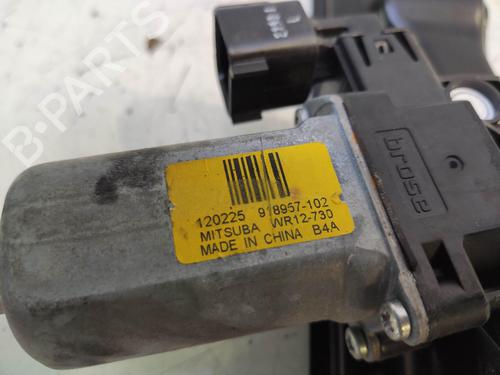 120225 918957-102
MITSUBA WR12-730
MADE IN CHINA B4A
brose
B-PARTS